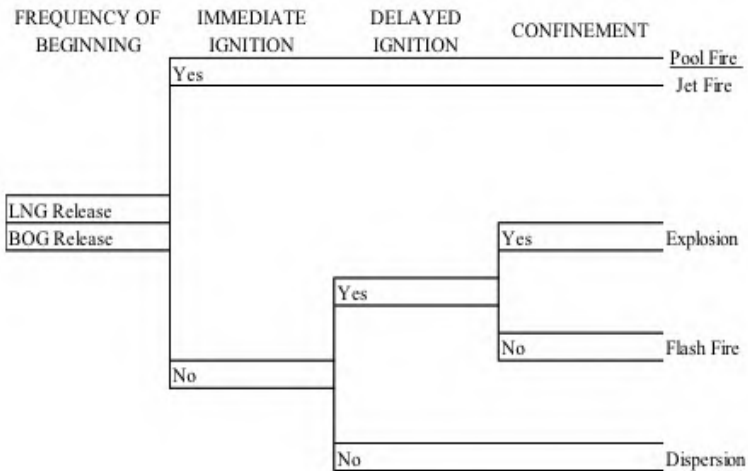 FREQUENCY OF
BEGINNING
IMMEDIATE
IGNITION
DELAYED
IGNITION
CONFINEMENT
Pool Fire
Yes
Jet Fire
LNG Release
BOG Release
Yes
Explosion
Yes
No
Flash Fire
No
No
Dispersion